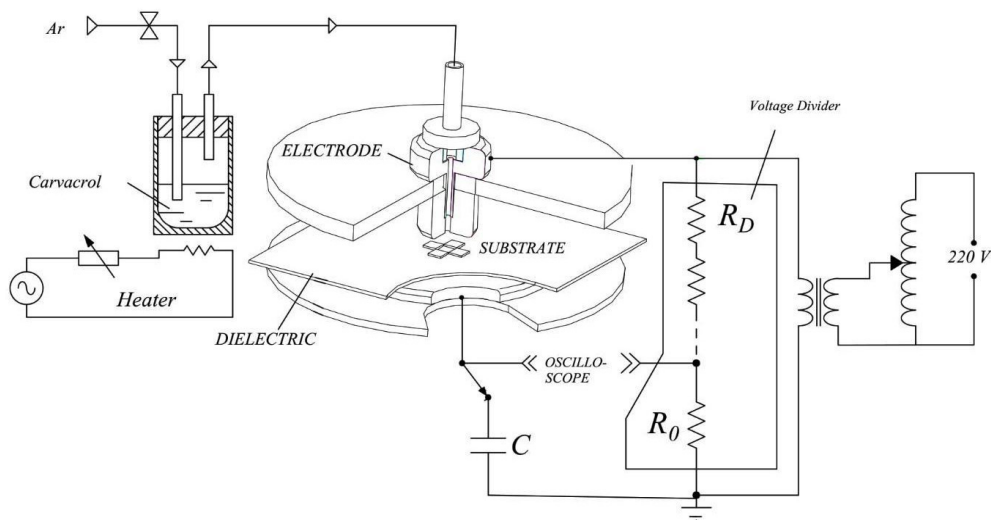 Ar
Voltage Divider
ELECTRODE
Carvacrol
R_D
SUBSTRATE
220 V
Heater
DIELECTRIC
OSCILLO-
SCOPE
R_0
C